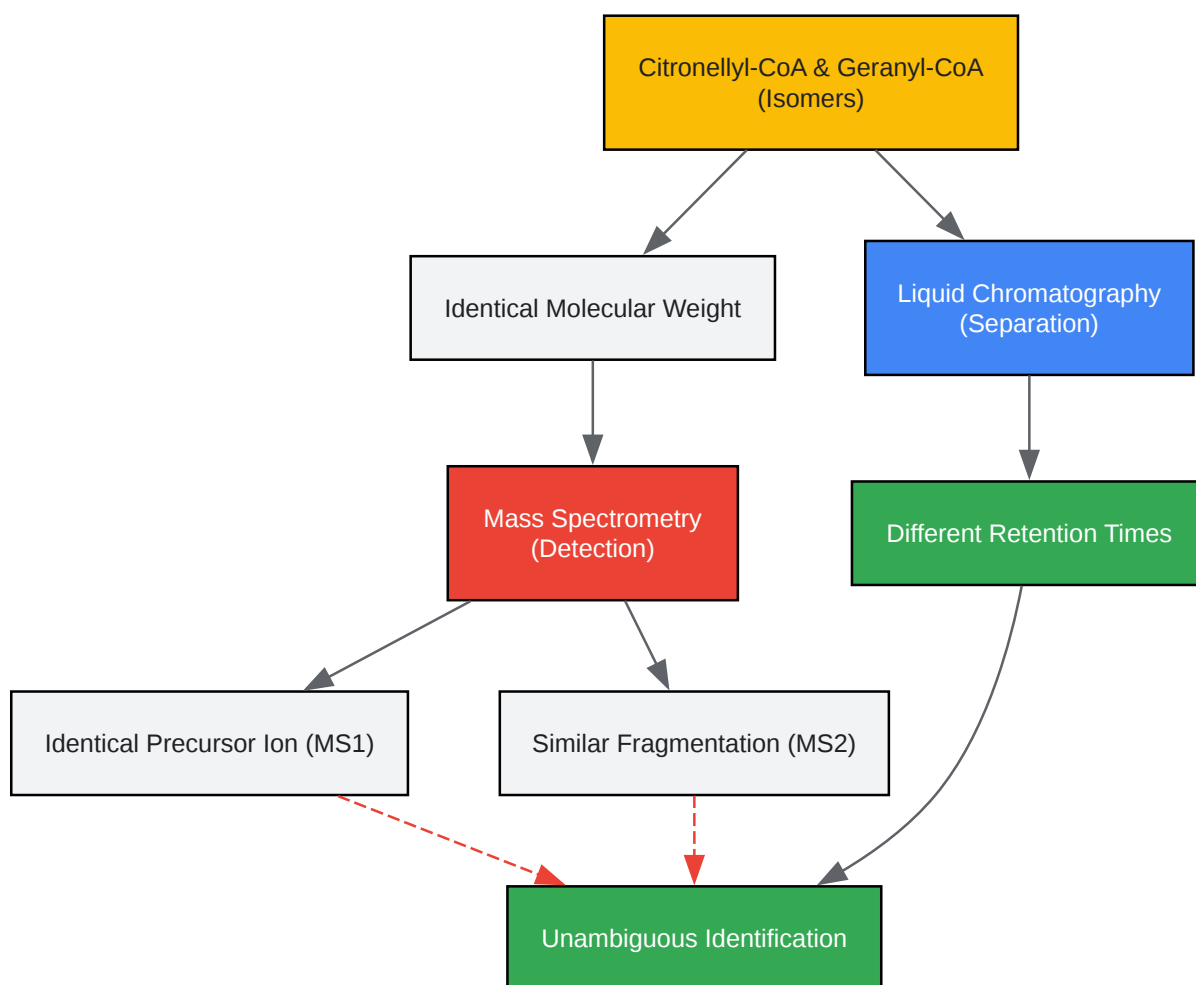 Citronellyl-CoA & Geranyl-CoA
(Isomers)
Identical Molecular Weight
Liquid Chromatography
(Separation)
Mass Spectrometry
(Detection)
Different Retention Times
Identical Precursor Ion (MS1)
Similar Fragmentation (MS2)
Unambiguous Identification